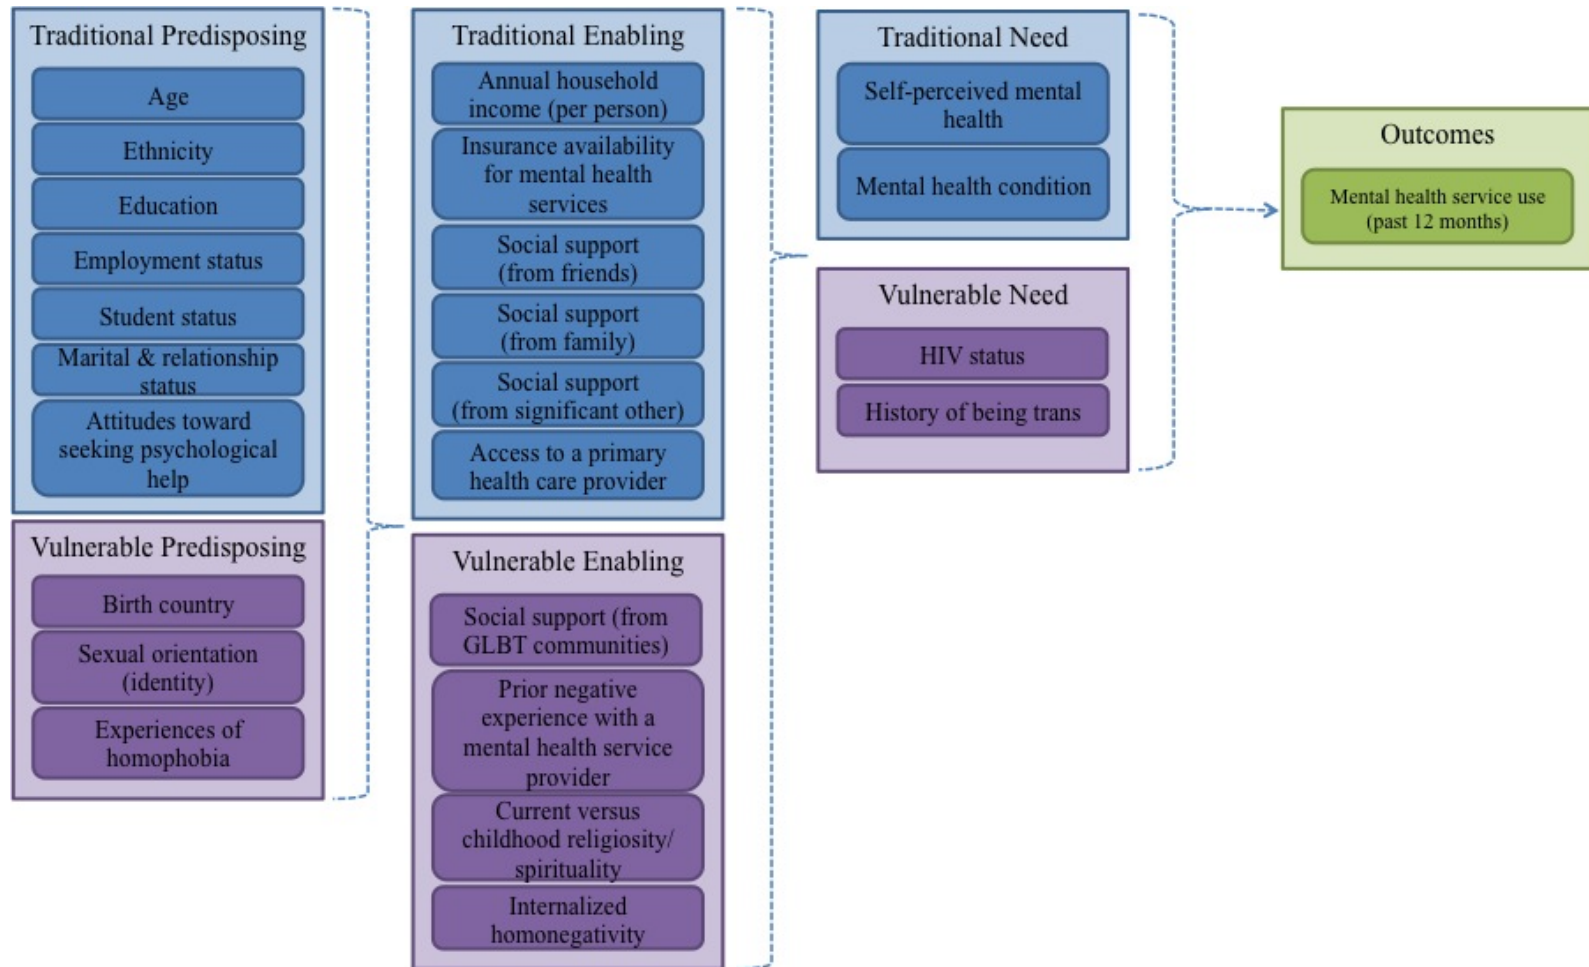 Traditional Predisposing
Age
Ethnicity
Education
Employment status
Student status
Marital & relationship
status
Attitudes toward
seeking psychological
help
Vulnerable Predisposing
Birth country
Sexual orientation
(identity)
Experiences of
homophobia
Traditional Enabling
Annual household
income (per person)
Insurance availability
for mental health
services
Social support
(from friends)
Social support
(from family)
Social support
(from significant other)
Access to a primary
health care provider
Vulnerable Enabling
Social support (from
GLBT communities)
Prior negative
experience with a
mental health service
provider
Current versus
childhood religiosity/
spirituality
Internalized
homonegativity
Traditional Need
Self-perceived mental
health
Mental health condition
Vulnerable Need
HIV status
History of being trans
Outcomes
Mental health service use
(past 12 months)